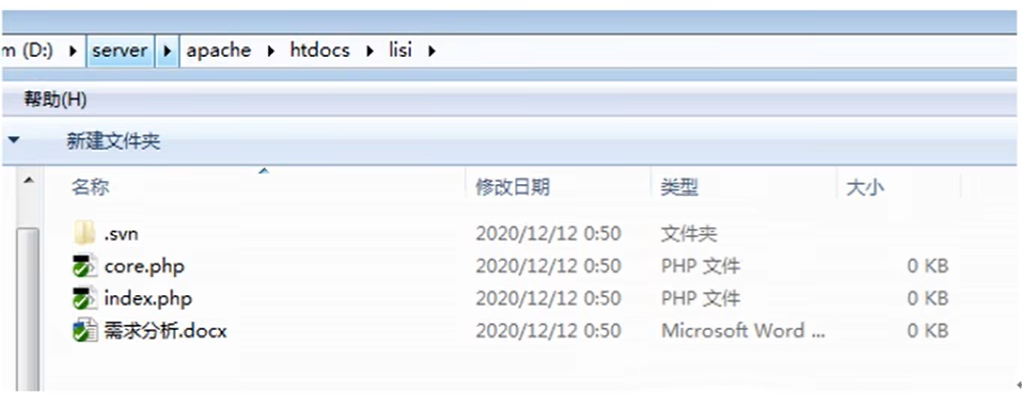 m (D:) ▸ server ▸ apache ▸ htdocs ▸ lisi ▸
帮助(H)
新建文件夹
名称 修改日期 类型 大小
.svn 2020/12/12 0:50 文件夹
core.php 2020/12/12 0:50 PHP 文件 0 KB
index.php 2020/12/12 0:50 PHP 文件 0 KB
需求分析.docx 2020/12/12 0:50 Microsoft Word ... 0 KB